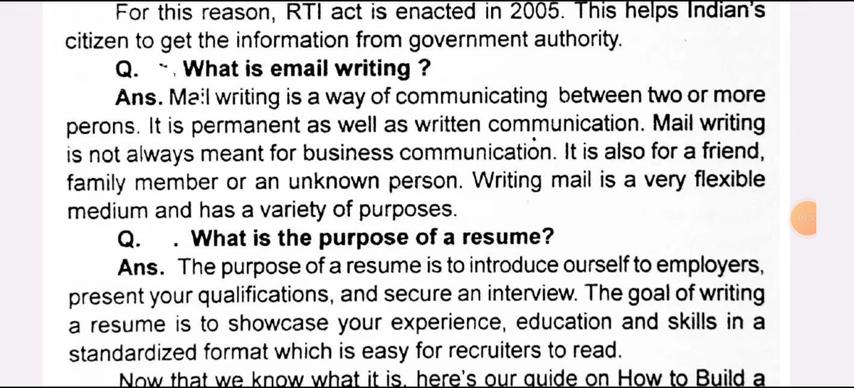 For this reason, RTI act is enacted in 2005. This helps Indian's
citizen to get the information from government authority.
Q. What is email writing ?
Ans. Mail writing is a way of communicating between two or more
perons. It is permanent as well as written communication. Mail writing
is not always meant for business communication. It is also for a friend,
family member or an unknown person. Writing mail is a very flexible
medium and has a variety of purposes.
Q. . What is the purpose of a resume?
Ans. The purpose of a resume is to introduce ourself to employers,
present your qualifications, and secure an interview. The goal of writing
a resume is to showcase your experience, education and skills in a
standardized format which is easy for recruiters to read.
Now that we know what it is, here's our guide on How to Build a